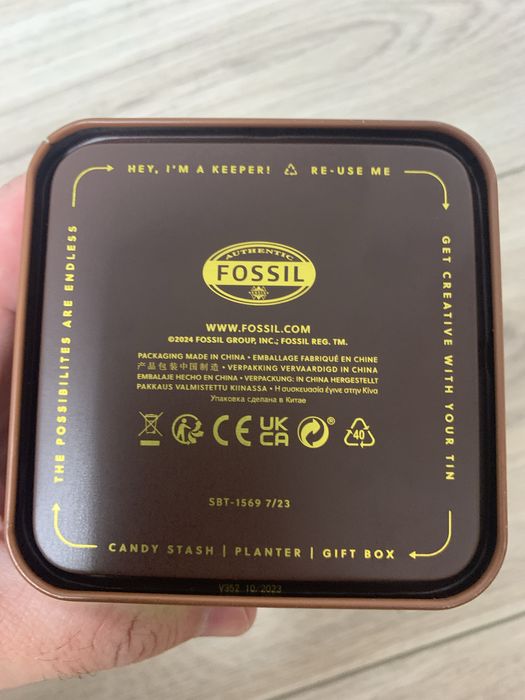 HEY, I'M A KEEPER! ♴ RE-USE ME
GET CREATIVE WITH YOUR TIN
CANDY STASH | PLANTER | GIFT BOX
THE POSSIBILITES ARE ENDLESS
AUTHENTIC
FOSSIL
WWW.FOSSIL.COM
©2024 FOSSIL GROUP, INC.; FOSSIL REG. TM.
PACKAGING MADE IN CHINA • EMBALLAGE FABRIQUÉ EN CHINE
产品包装中国制造 • VERPAKKING VERVAARDIGD IN CHINA
EMBALAJE HECHO EN CHINA • VERPACKUNG: IN CHINA HERGESTELLT
PAKKAUS VALMISTETTU KIINASSA • Η συσκευασία έγινε στην Κίνα
Упаковка сделана в Китае
CE UK CA ® 40
SBT-1569 7/23
V352 10. 2023